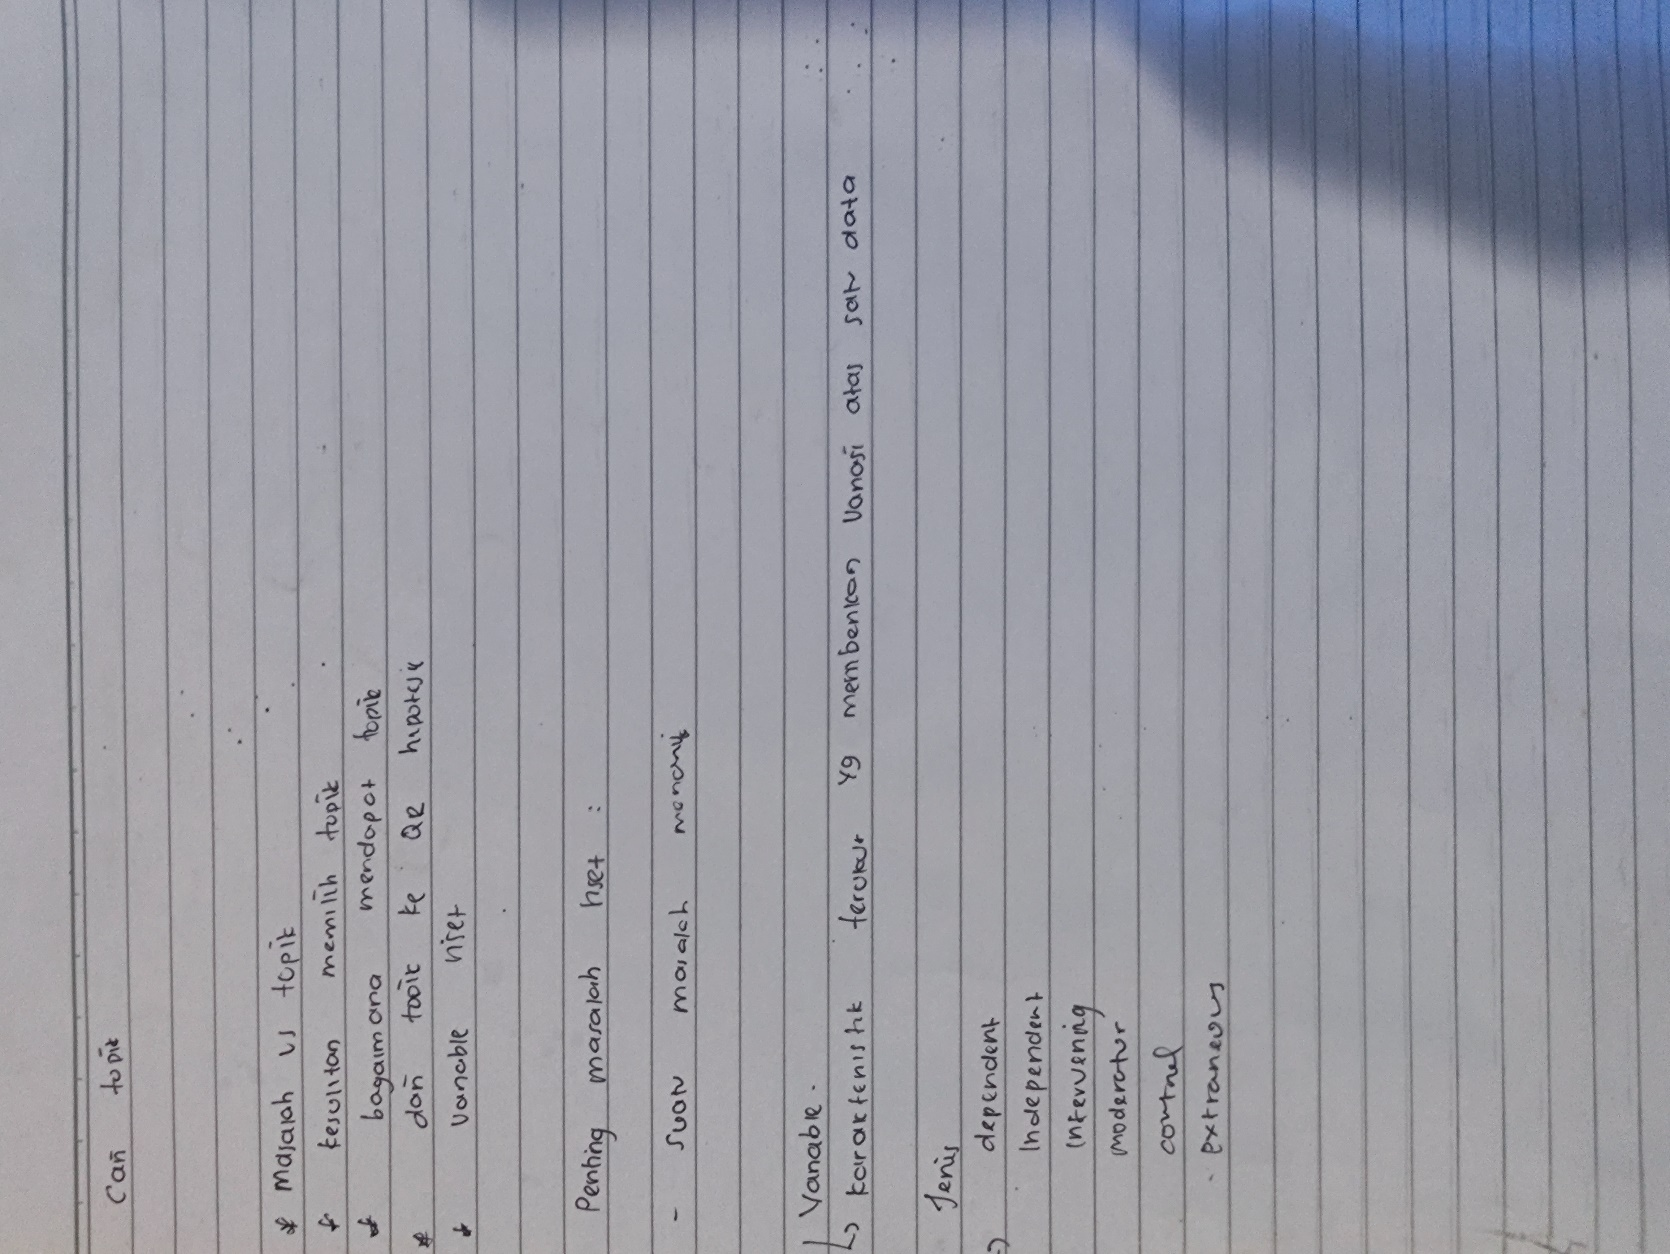 Cari topik
* Masalah vs topik
* kesulitan memilih topik
* bagaimana mendapat topik
* dari topik ke QR hipotesis
* variable riset
Penting masalah riset :
- suatu masalah menarik
Variable.
↳ karakteristik terukur yg memberikan variasi atas satu data
Jenis
dependent
Independent
Intervening
moderator
control
. extraneous